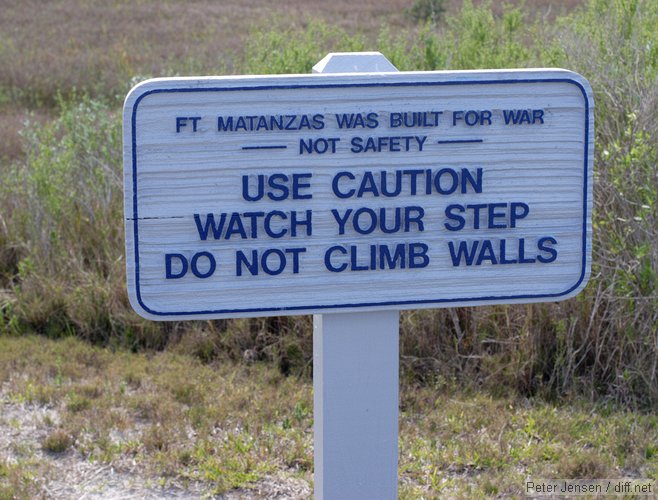 FT MATANZAS WAS BUILT FOR WAR
NOT SAFETY
USE CAUTION
WATCH YOUR STEP
DO NOT CLIMB WALLS
Peter Jensen / diff.net